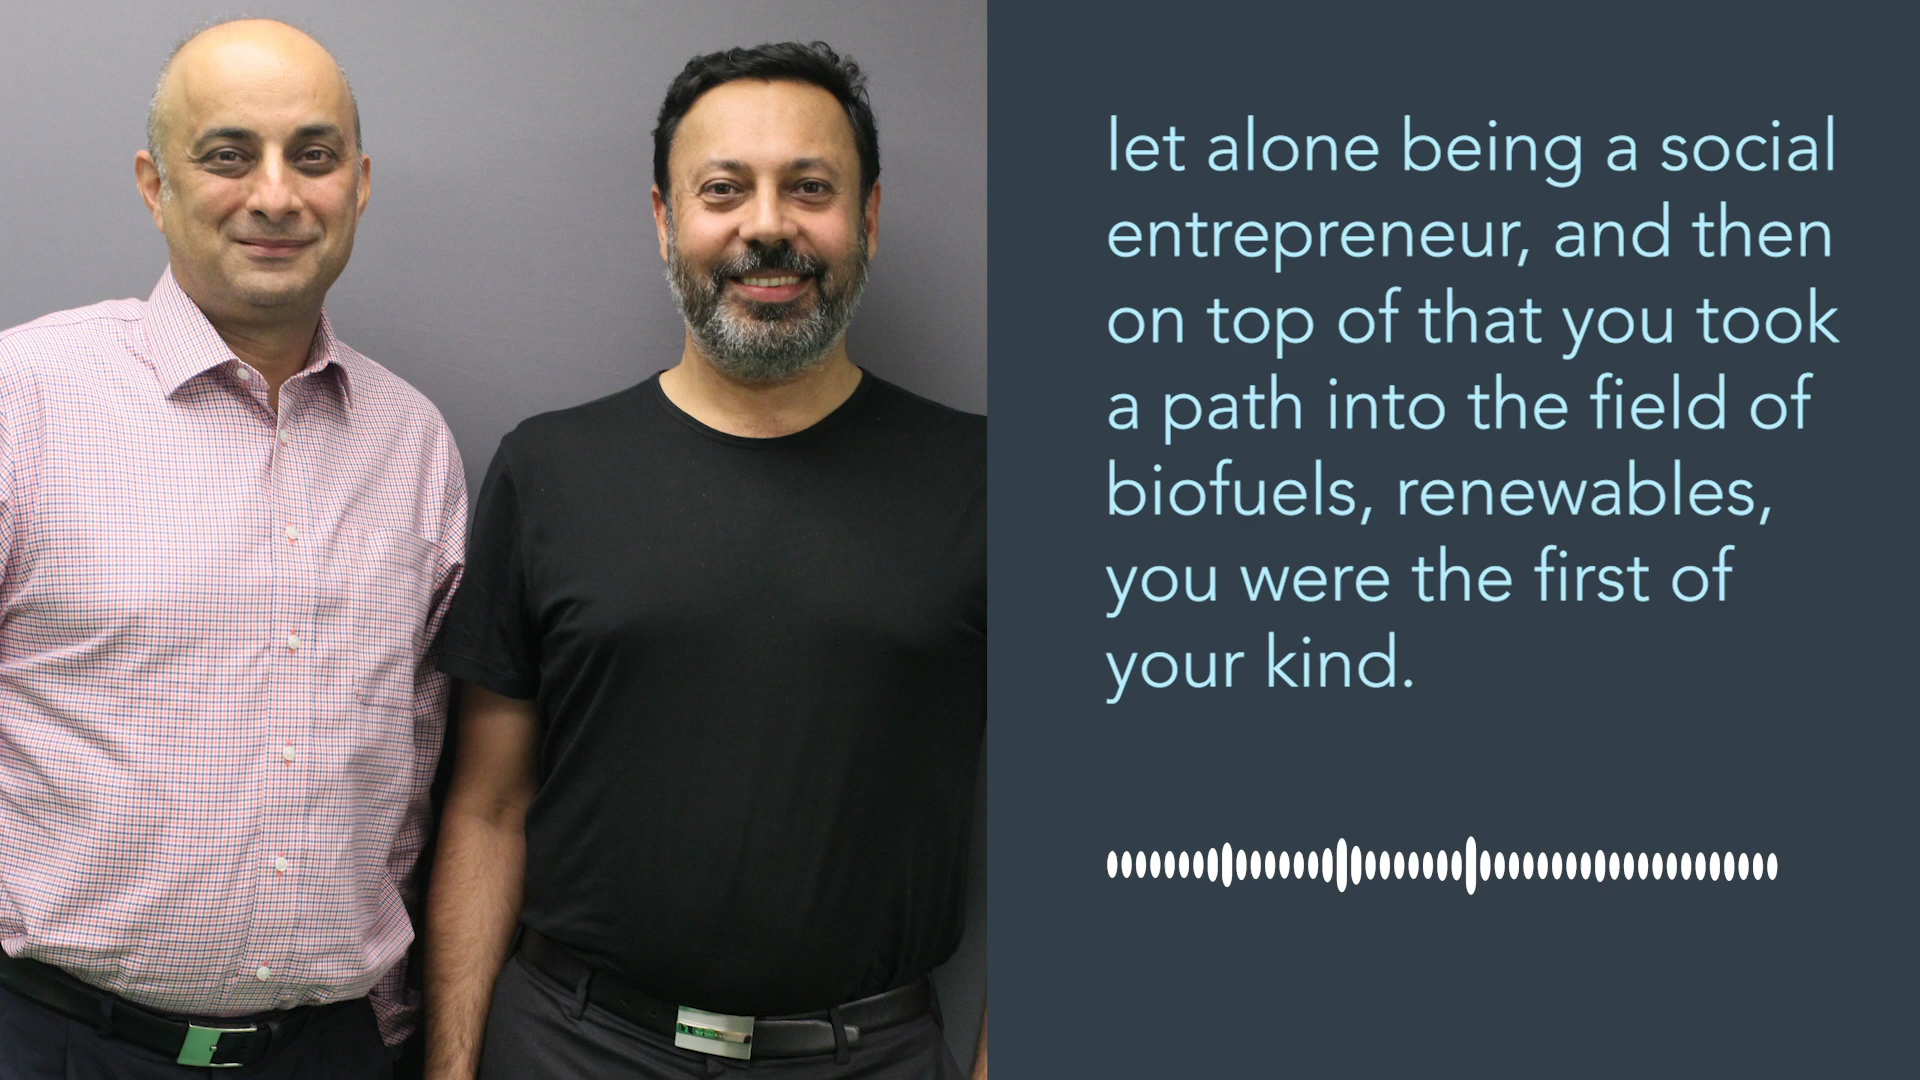 let alone being a social
entrepreneur, and then
on top of that you took
a path into the field of
biofuels, renewables,
you were the first of
your kind.